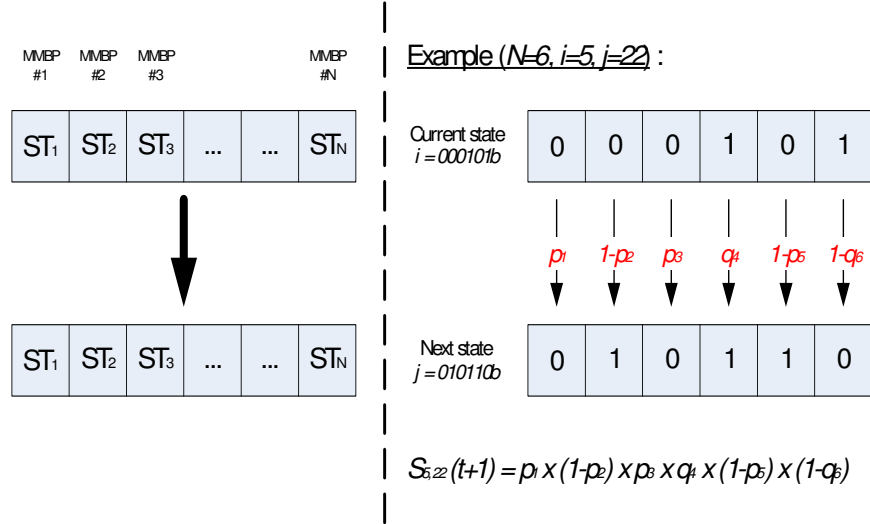 MMBP MMBP MMBP MMBP
#1 #2 #3 #N
ST1 ST2 ST3 ... ... STN
ST1 ST2 ST3 ... ... STN
Example (N=6, i=5, j=22) :
Current state
i = 000101b
0 0 0 1 0 1
p1 1-p2 p3 q4 1-p5 1-q6
Next state
j = 010110b
0 1 0 1 1 0
S5,22(t+1) = p1 x (1-p2) x p3 x q4 x (1-p5) x (1-q6)